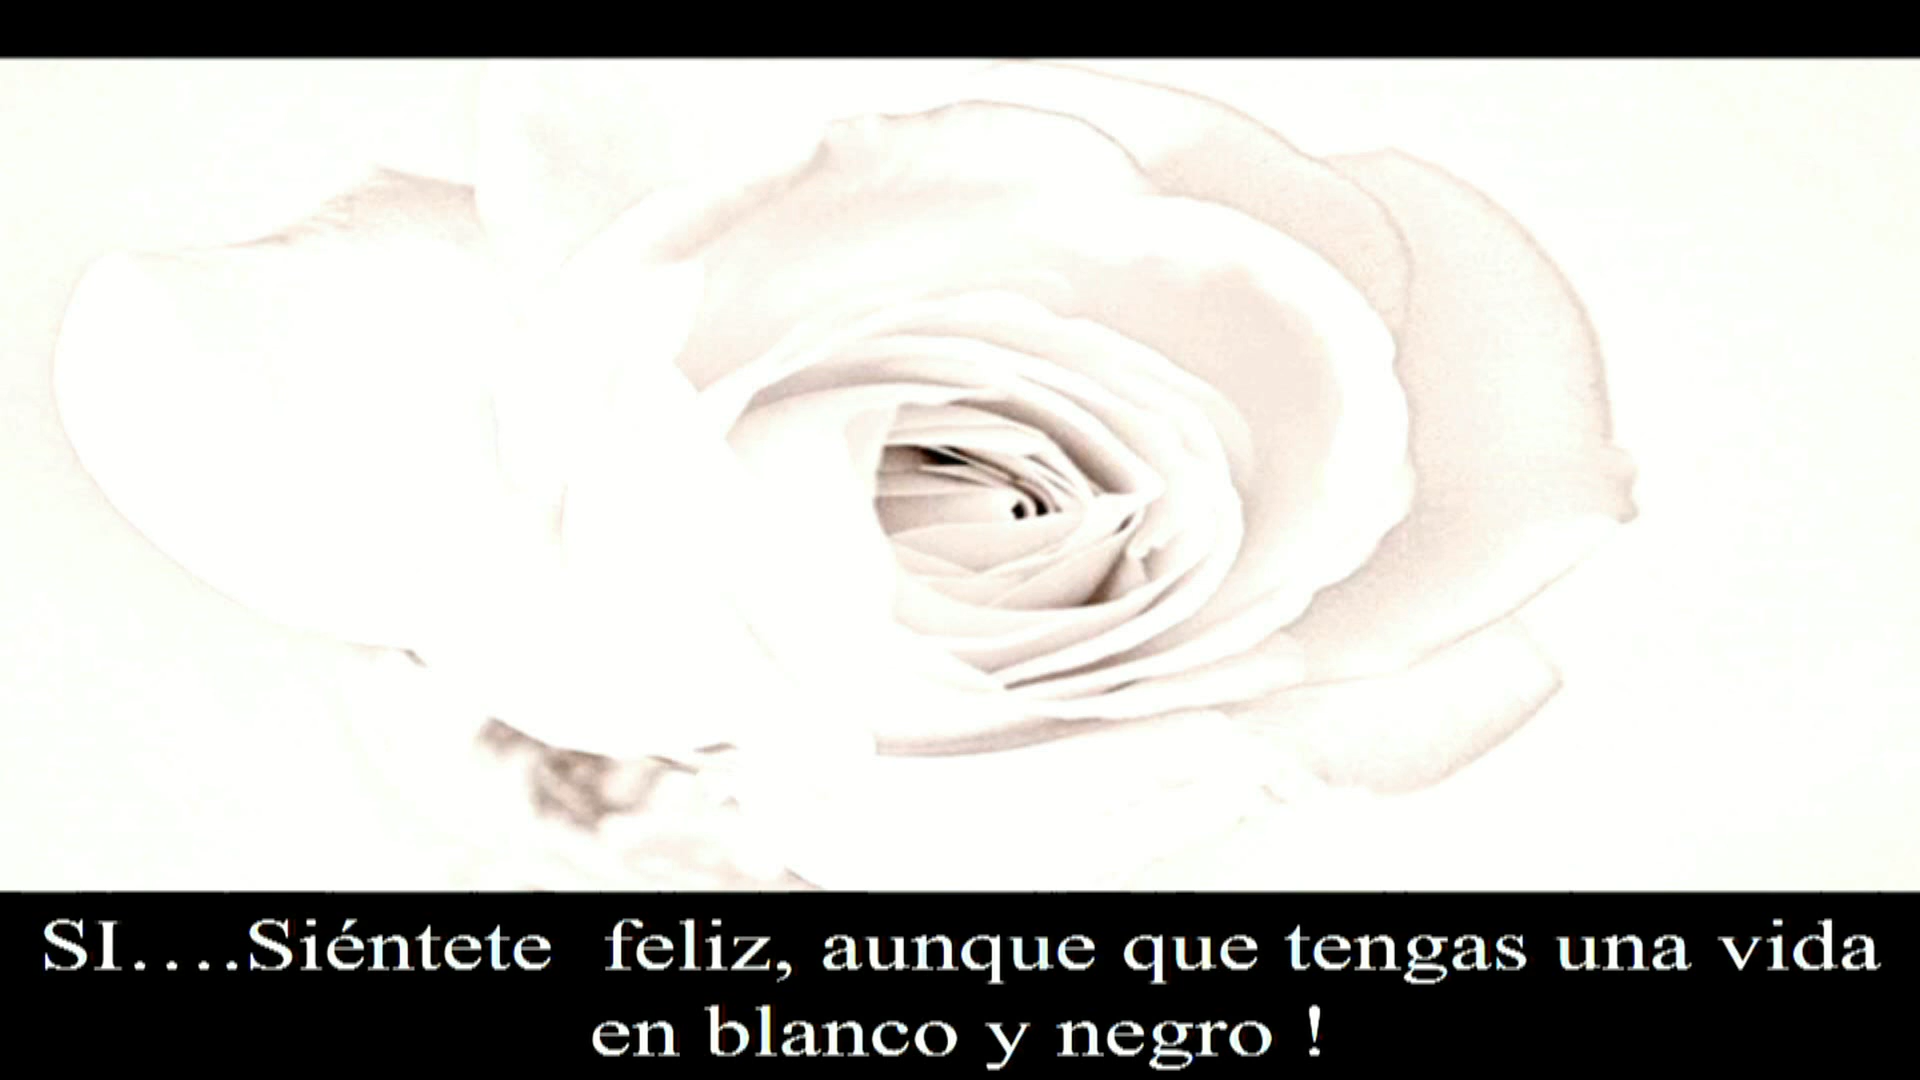 SI….Siéntete feliz, aunque que tengas una vida
en blanco y negro !